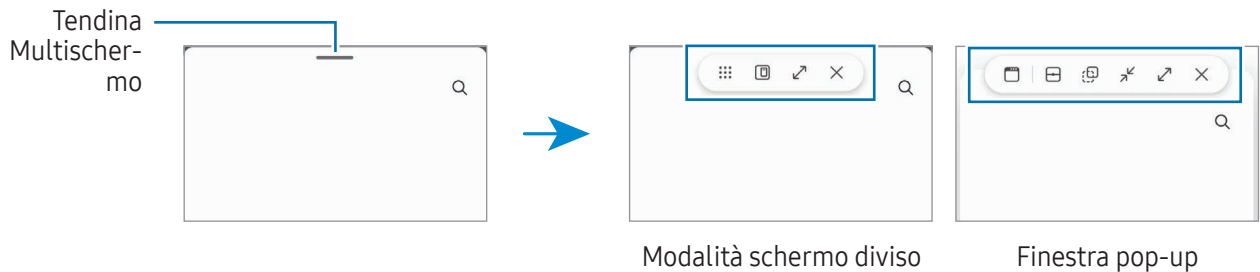 Tendina
Multischer-
mo
Modalità schermo diviso
Finestra pop-up